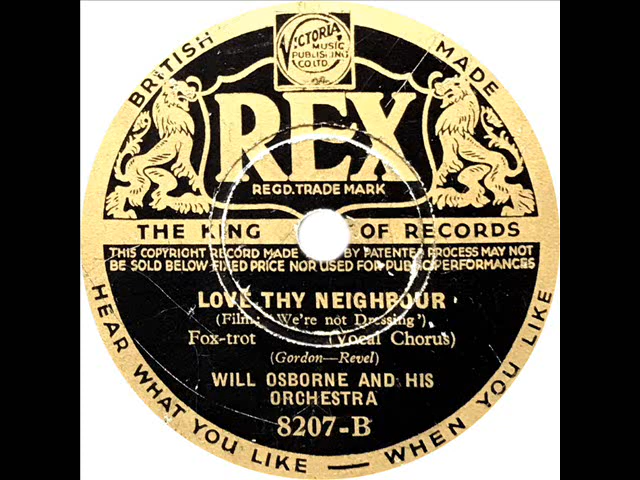 VICTORIA
MUSIC
PUBLISHING
CO LTD.
BRITISH MADE
REX
REGD. TRADE MARK
THE KING OF RECORDS
THIS COPYRIGHT RECORD MADE BY PATENTED PROCESS MAY NOT
BE SOLD BELOW FIXED PRICE NOR USED FOR PUBLIC PERFORMANCES
LOVE THY NEIGHBOUR
(Film; "We're not Dressing")
Fox-trot (Vocal Chorus)
(Gordon—Revel)
WILL OSBORNE AND HIS
ORCHESTRA
8207-B
HEAR WHAT YOU LIKE — WHEN YOU LIKE